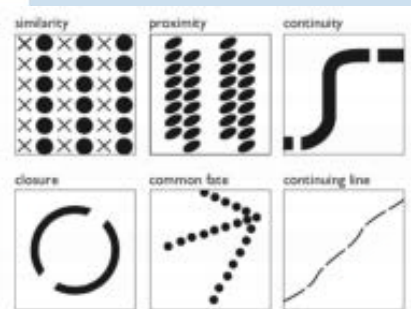 similarity
proximity
continuity
closure
common fate
continuing line